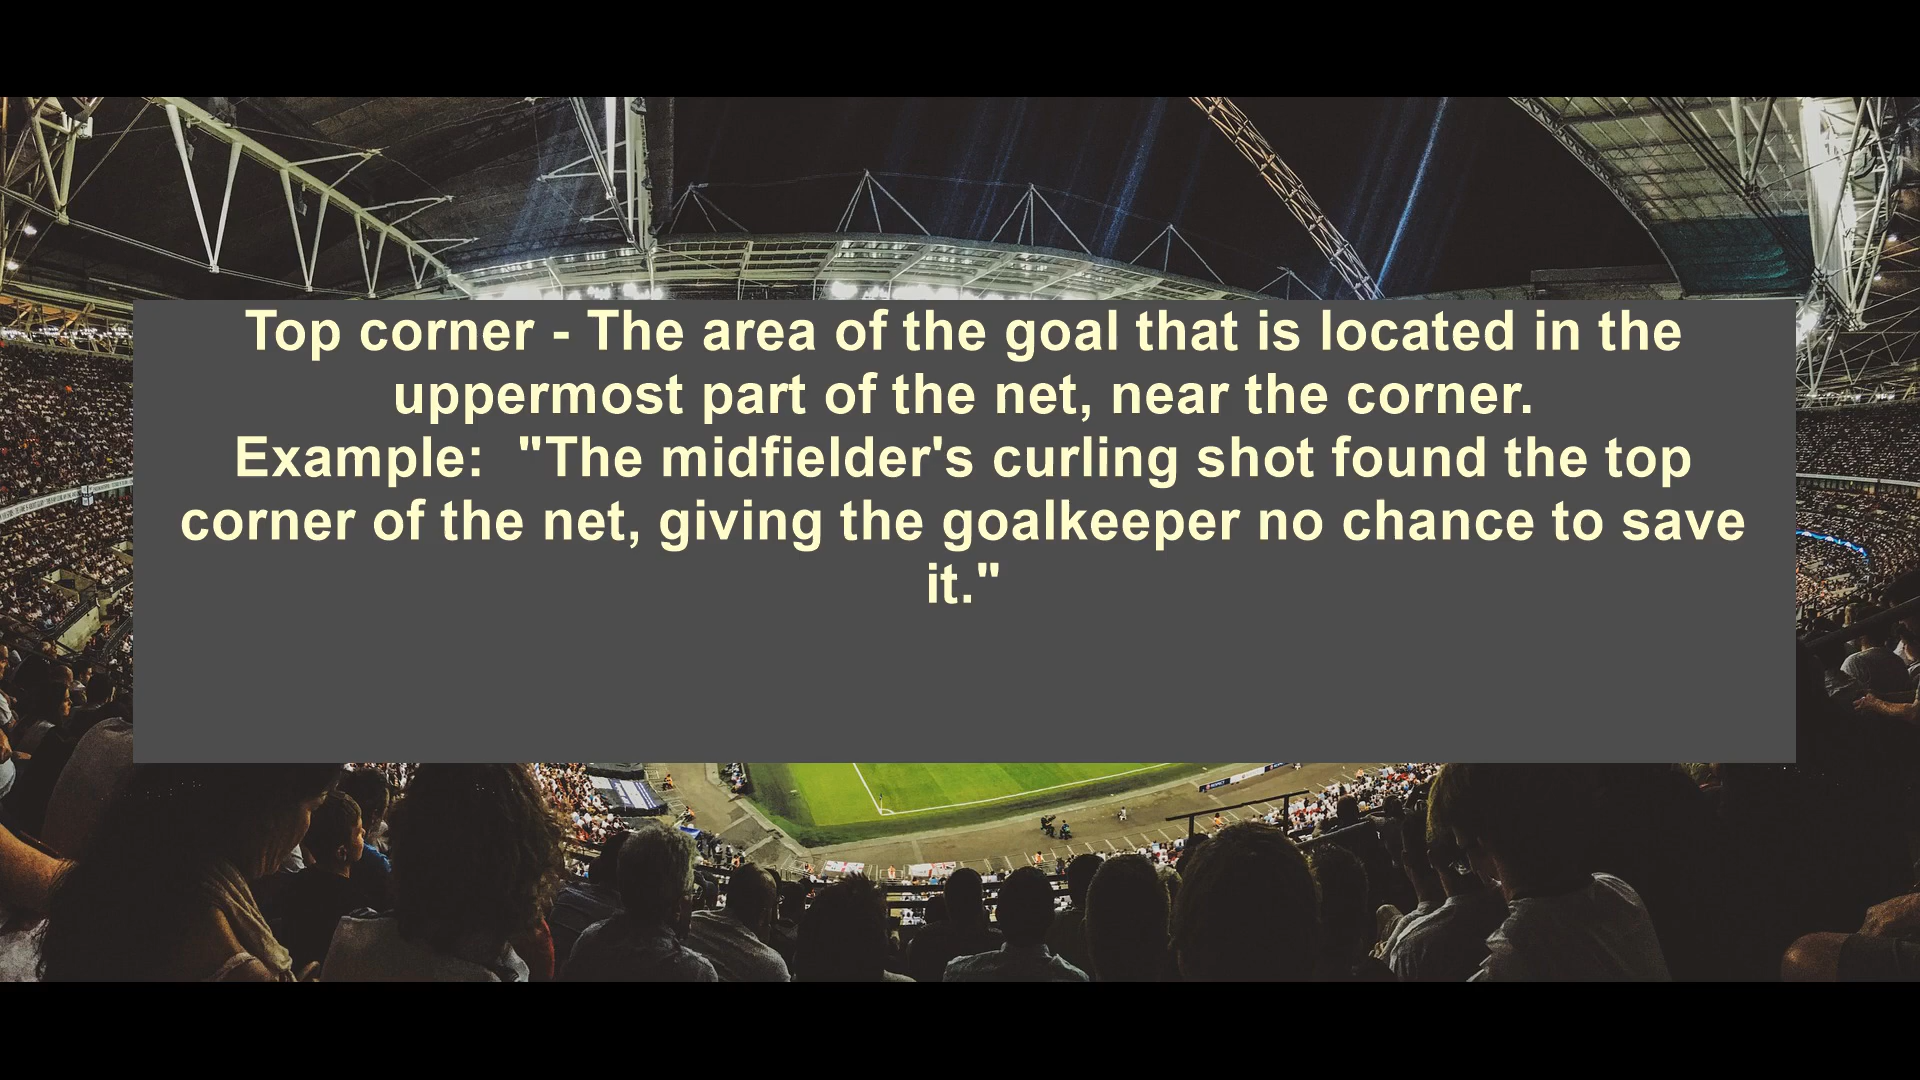 Top corner - The area of the goal that is located in the
uppermost part of the net, near the corner.
Example:  "The midfielder's curling shot found the top
corner of the net, giving the goalkeeper no chance to save
it."